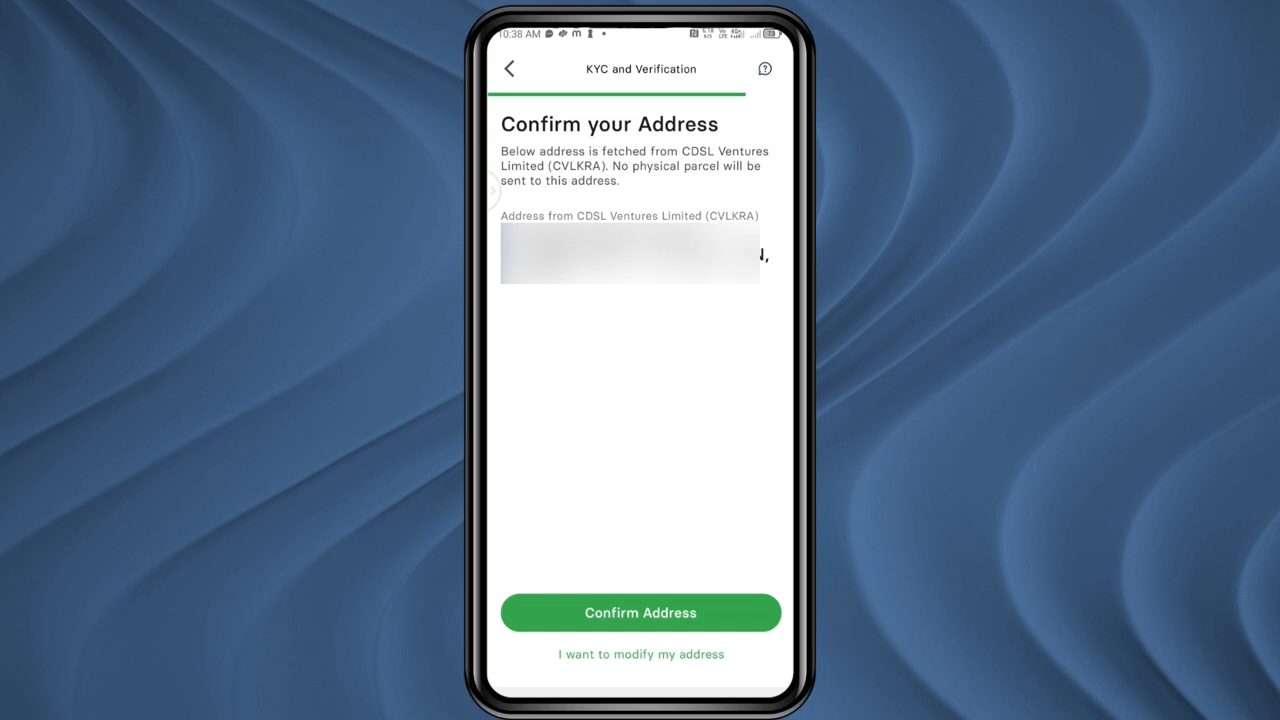 10:38 AM
KYC and Verification
Confirm your Address
Below address is fetched from CDSL Ventures
Limited (CVLKRA). No physical parcel will be
sent to this address.
Address from CDSL Ventures Limited (CVLKRA)
Confirm Address
I want to modify my address